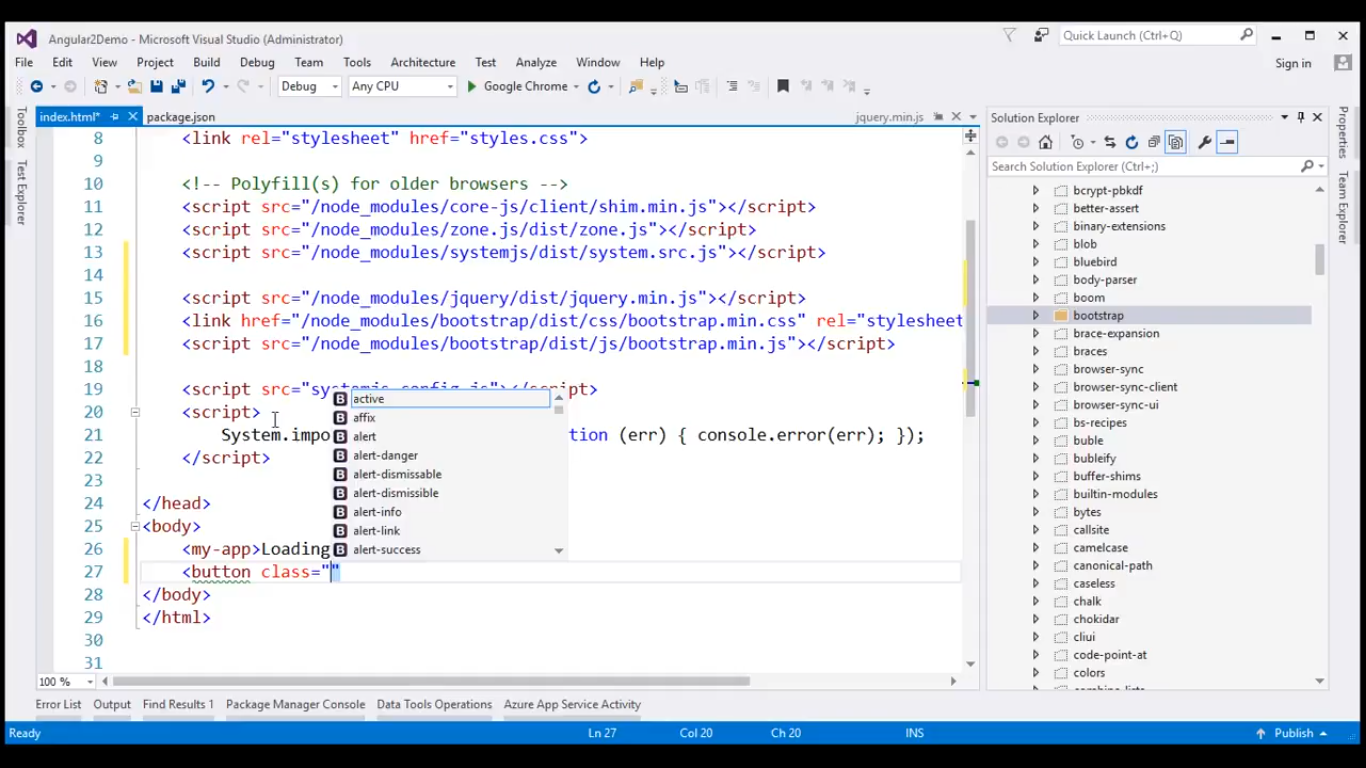 Angular2Demo - Microsoft Visual Studio (Administrator)
Quick Launch (Ctrl+Q)
File Edit View Project Build Debug Team Tools Architecture Test Analyze Window Help
Sign in
Debug Any CPU Google Chrome
Toolbox
Test Explorer
index.html* package.json jquery.min.js
8 <link rel="stylesheet" href="styles.css">
9
10 <!-- Polyfill(s) for older browsers -->
11 <script src="/node_modules/core-js/client/shim.min.js"></script>
12 <script src="/node_modules/zone.js/dist/zone.js"></script>
13 <script src="/node_modules/systemjs/dist/system.src.js"></script>
14
15 <script src="/node_modules/jquery/dist/jquery.min.js"></script>
16 <link href="/node_modules/bootstrap/dist/css/bootstrap.min.css" rel="stylesheet
17 <script src="/node_modules/bootstrap/dist/js/bootstrap.min.js"></script>
18
19 <script src="systemjs.config.js"></script>
20 <script>
21 System.impo tion (err) { console.error(err); });
22 </script>
23
24 </head>
25 <body>
26 <my-app>Loading
27 <button class=""
28 </body>
29 </html>
30
31
active
affix
alert
alert-danger
alert-dismissable
alert-dismissible
alert-info
alert-link
alert-success
100 %
Solution Explorer
Search Solution Explorer (Ctrl+;)
bcrypt-pbkdf
better-assert
binary-extensions
blob
bluebird
body-parser
boom
bootstrap
brace-expansion
braces
browser-sync
browser-sync-client
browser-sync-ui
bs-recipes
buble
bubleify
buffer-shims
builtin-modules
bytes
callsite
camelcase
canonical-path
caseless
chalk
chokidar
cliui
code-point-at
colors
Properties
Team Explorer
Error List Output Find Results 1 Package Manager Console Data Tools Operations Azure App Service Activity
Ready Ln 27 Col 20 Ch 20 INS Publish